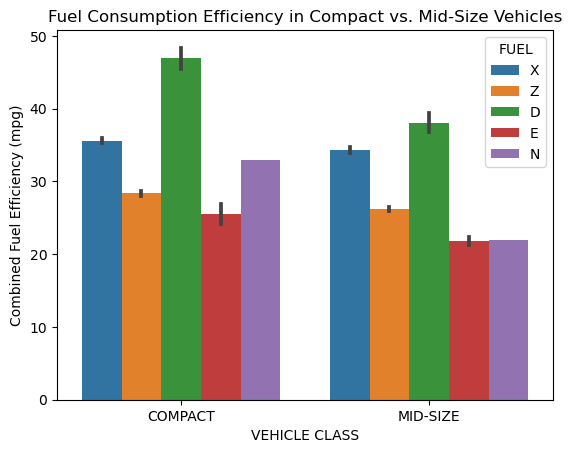 Fuel Consumption Efficiency in Compact vs. Mid-Size Vehicles
Combined Fuel Efficiency (mpg)
50
40
30
20
10
0
FUEL
X
Z
D
E
N
COMPACT MID-SIZE
VEHICLE CLASS